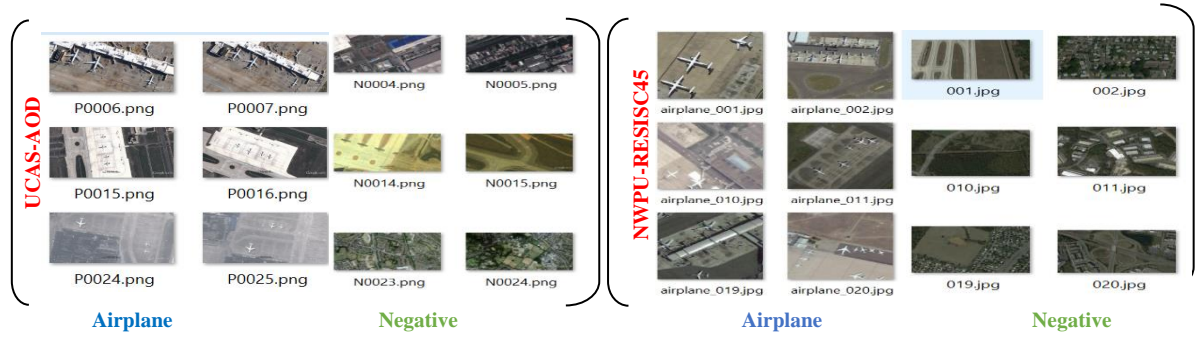 UCAS-AOD
P0006.png P0007.png N0004.png N0005.png
P0015.png P0016.png N0014.png N0015.png
P0024.png P0025.png N0023.png N0024.png
Airplane Negative
NWPU-RESISC45
airplane_001.jpg airplane_002.jpg 001.jpg 002.jpg
airplane_010.jpg airplane_011.jpg 010.jpg 011.jpg
airplane_019.jpg airplane_020.jpg 019.jpg 020.jpg
Airplane Negative